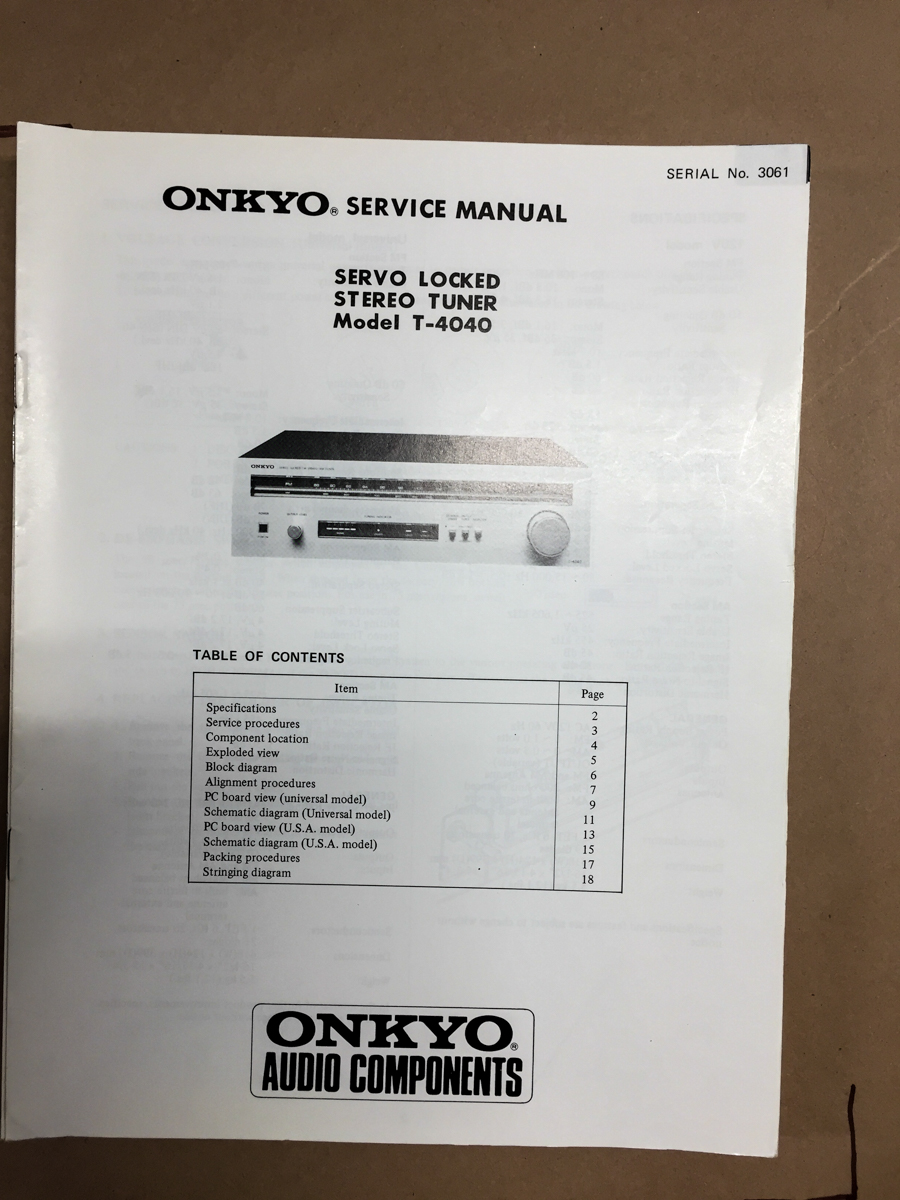 SERIAL No. 3061
ONKYO® SERVICE MANUAL
SERVO LOCKED
STEREO TUNER
Model T-4040
ONKYO
TABLE OF CONTENTS
Item Page
Specifications 2
Service procedures 3
Component location 4
Exploded view 5
Block diagram 6
Alignment procedures 7
PC board view (universal model) 9
Schematic diagram (Universal model) 11
PC board view (U.S.A. model) 13
Schematic diagram (U.S.A. model) 15
Packing procedures 17
Stringing diagram 18
ONKYO®
AUDIO COMPONENTS